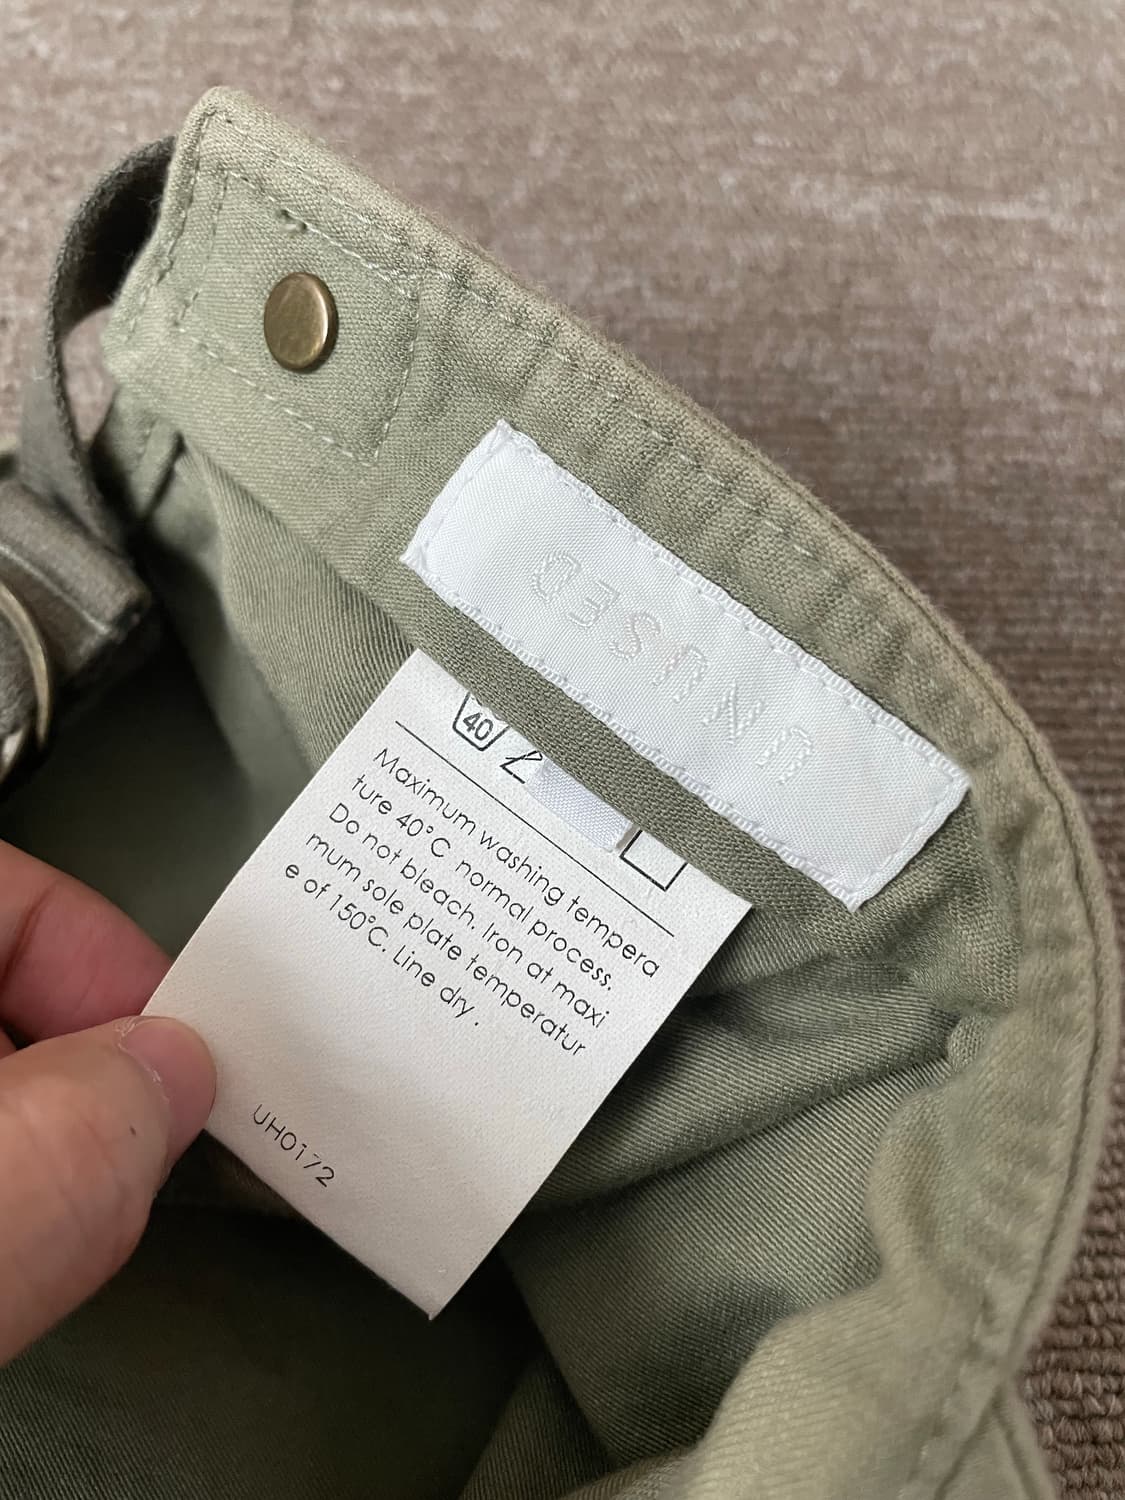 UNUSED
40
Maximum washing tempera
ture 40°C normal process.
Do not bleach. Iron at maxi
mum sole plate temperatur
e of 150°C. Line dry .
UH0172